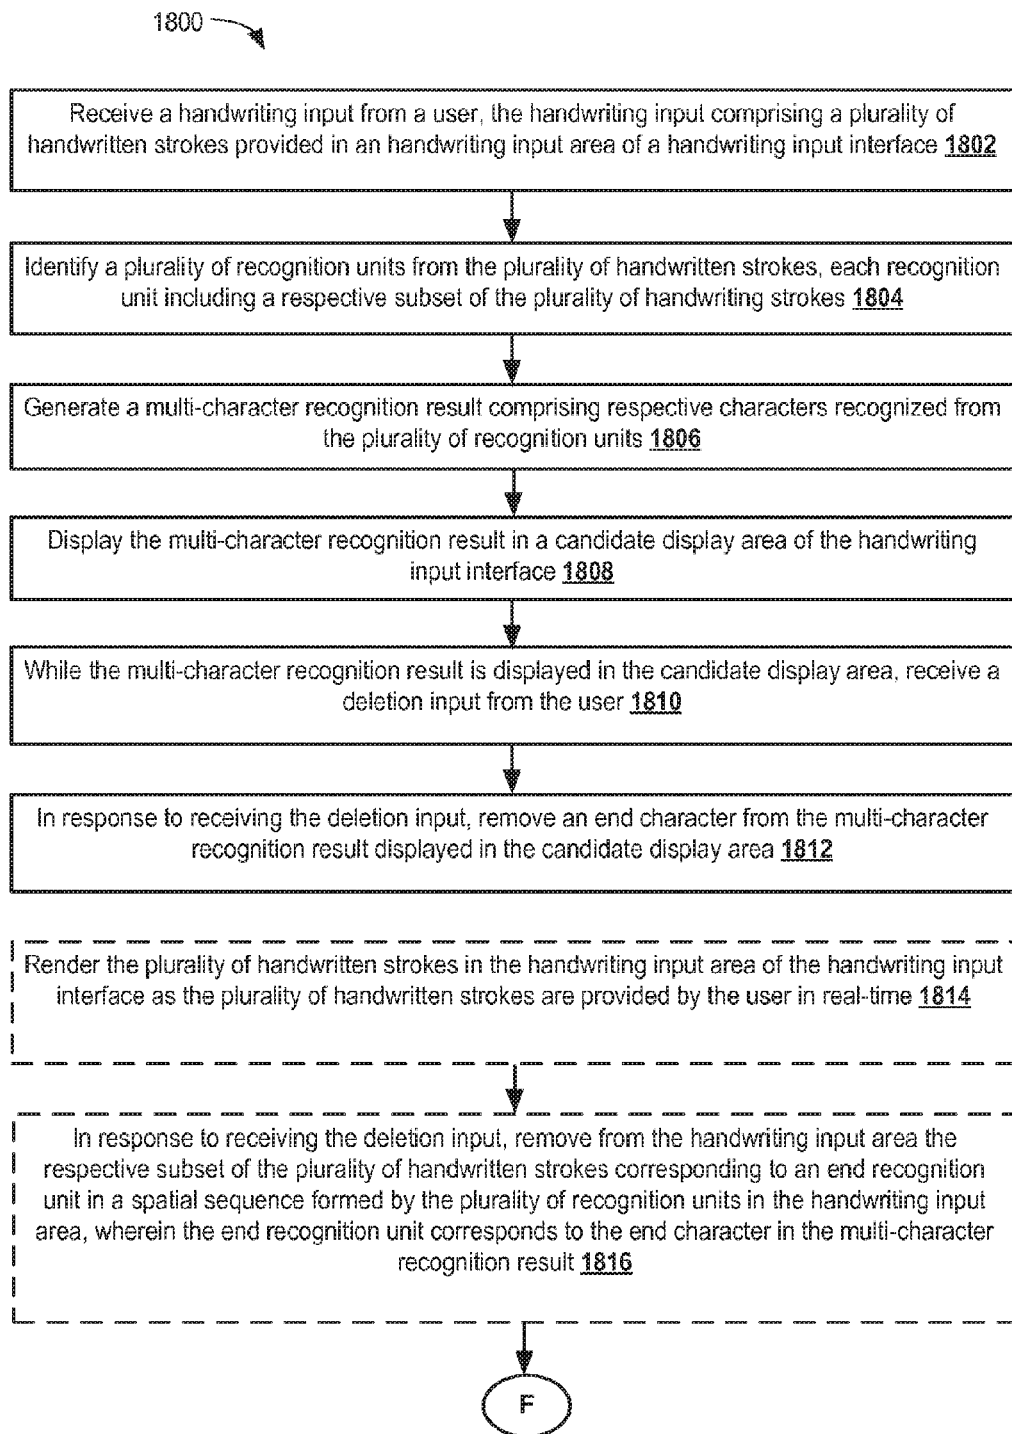 1800
Receive a handwriting input from a user, the handwriting input comprising a plurality of
handwritten strokes provided in an handwriting input area of a handwriting input interface 1802
Identify a plurality of recognition units from the plurality of handwritten strokes, each recognition
unit including a respective subset of the plurality of handwriting strokes 1804
Generate a multi-character recognition result comprising respective characters recognized from
the plurality of recognition units 1806
Display the multi-character recognition result in a candidate display area of the handwriting
input interface 1808
While the multi-character recognition result is displayed in the candidate display area, receive a
deletion input from the user 1810
In response to receiving the deletion input, remove an end character from the multi-character
recognition result displayed in the candidate display area 1812
Render the plurality of handwritten strokes in the handwriting input area of the handwriting input
interface as the plurality of handwritten strokes are provided by the user in real-time 1814
In response to receiving the deletion input, remove from the handwriting input area the
respective subset of the plurality of handwritten strokes corresponding to an end recognition
unit in a spatial sequence formed by the plurality of recognition units in the handwriting input
area, wherein the end recognition unit corresponds to the end character in the multi-character
recognition result 1816
F